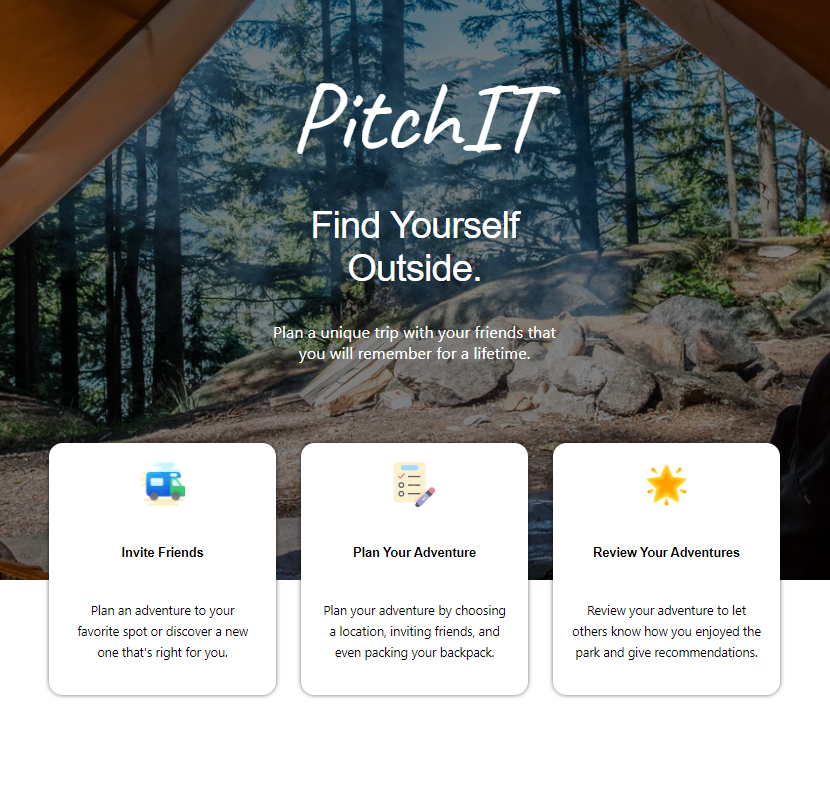 PitchIT
Find Yourself
Outside.
Plan a unique trip with your friends that
you will remember for a lifetime.
Invite Friends
Plan an adventure to your
favorite spot or discover a new
one that's right for you.
Plan Your Adventure
Plan your adventure by choosing
a location, inviting friends, and
even packing your backpack.
Review Your Adventures
Review your adventure to let
others know how you enjoyed the
park and give recommendations.